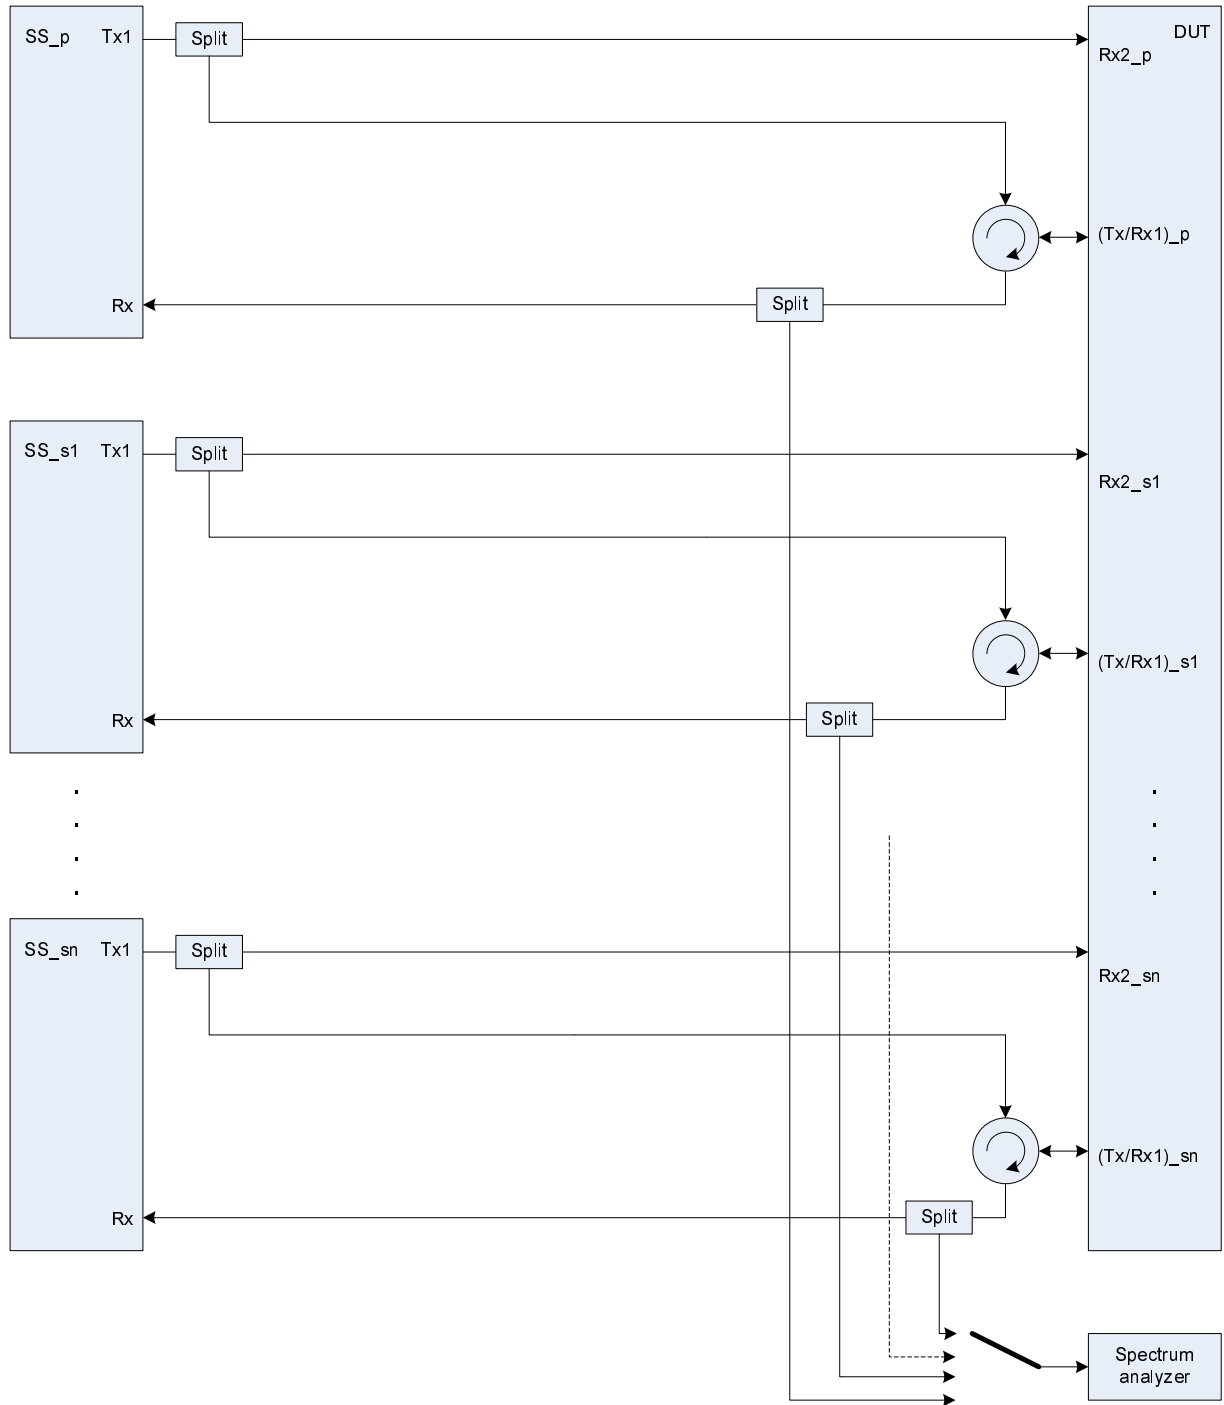 SS_p Tx1
Split
DUT
Rx2_p
(Tx/Rx1)_p
Split
Rx
SS_s1 Tx1
Split
Rx2_s1
(Tx/Rx1)_s1
Split
Rx
SS_sn Tx1
Split
Rx2_sn
(Tx/Rx1)_sn
Split
Rx
Spectrum
analyzer